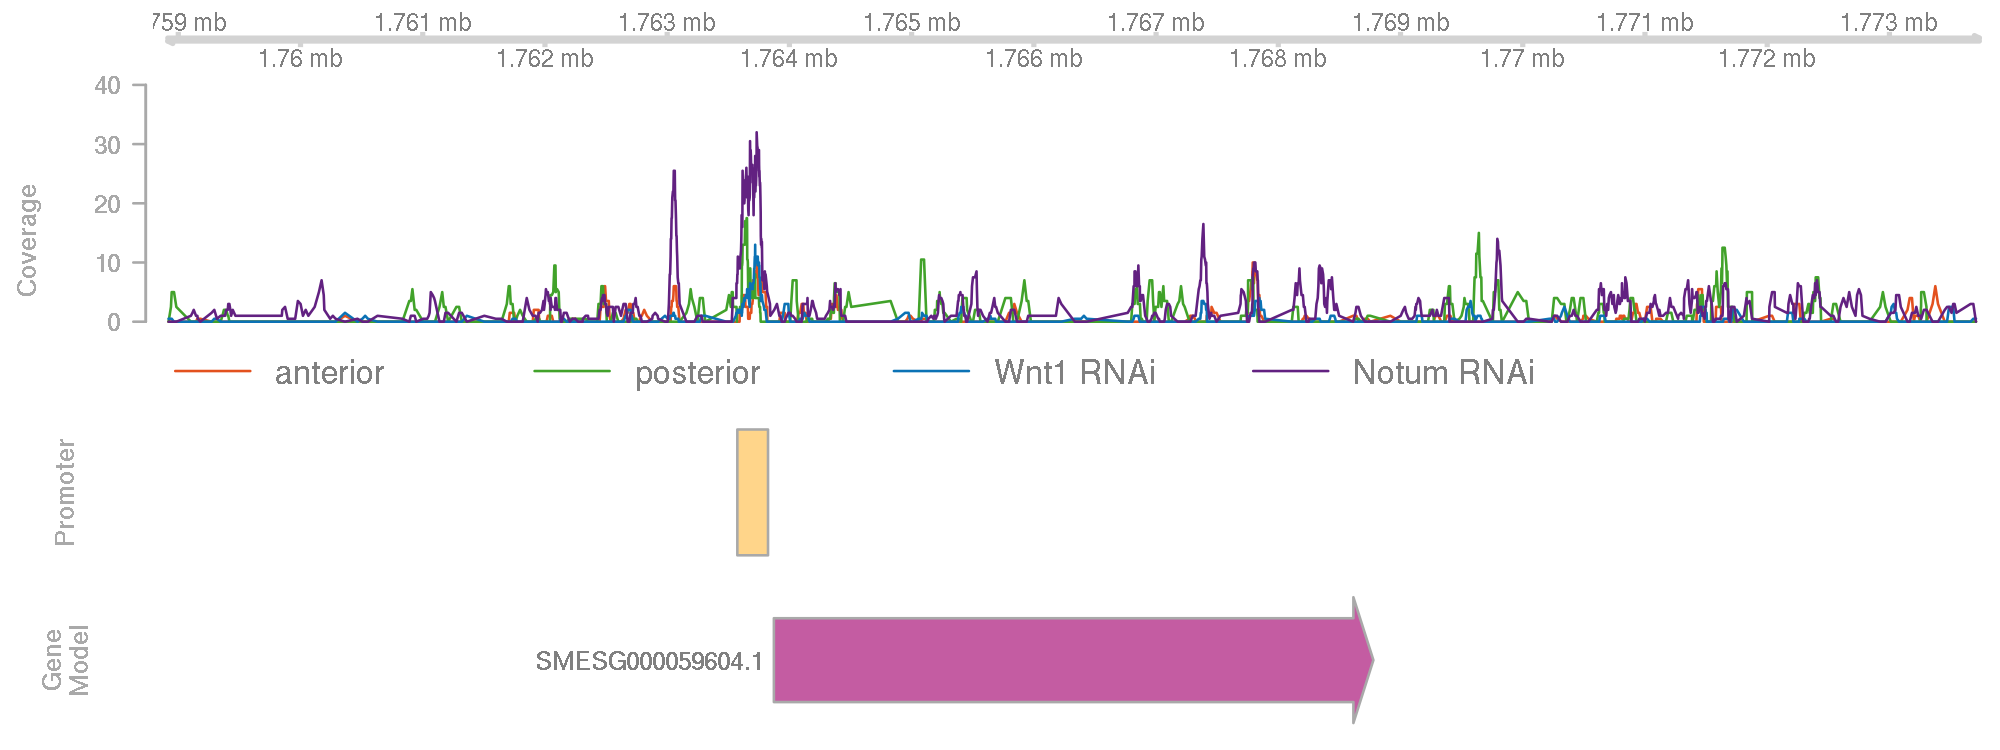 759 mb 1.761 mb 1.763 mb 1.765 mb 1.767 mb 1.769 mb 1.771 mb 1.773 mb
1.76 mb 1.762 mb 1.764 mb 1.766 mb 1.768 mb 1.77 mb 1.772 mb
40
30
20
10
0
Coverage
anterior posterior Wnt1 RNAi Notum RNAi
Promoter
Gene
Model
SMESG000059604.1